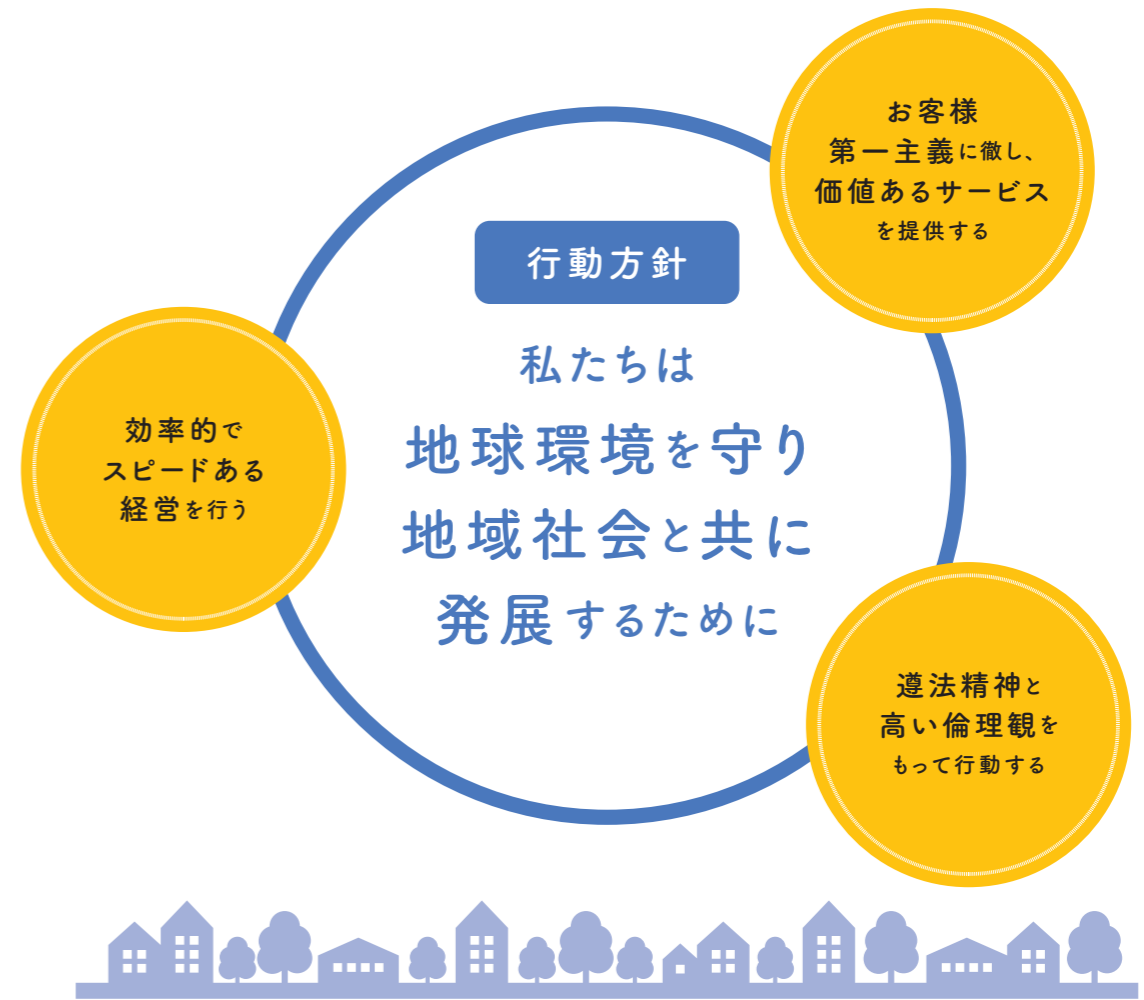 行動方針
私たちは
地球環境を守り
地域社会と共に
発展するために
お客様
第一主義に徹し、
価値あるサービス
を提供する
遵法精神と
高い倫理観を
もって行動する
効率的で
スピードある
経営を行う